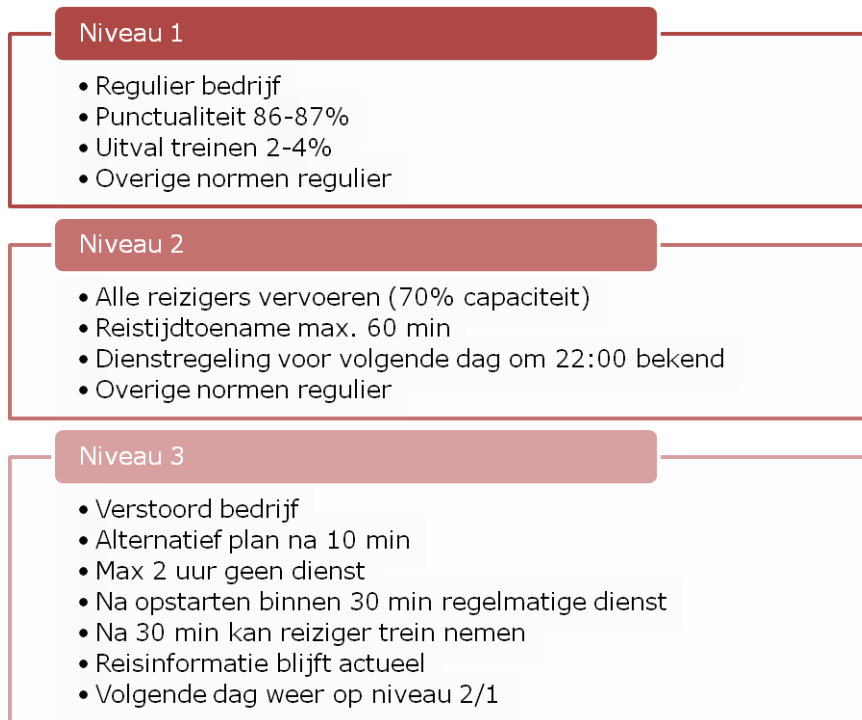 Niveau 1
• Regulier bedrijf
• Punctualiteit 86-87%
• Uitval treinen 2-4%
• Overige normen regulier
Niveau 2
• Alle reizigers vervoeren (70% capaciteit)
• Reistijdtoename max. 60 min
• Dienstregeling voor volgende dag om 22:00 bekend
• Overige normen regulier
Niveau 3
• Verstoord bedrijf
• Alternatief plan na 10 min
• Max 2 uur geen dienst
• Na opstarten binnen 30 min regelmatige dienst
• Na 30 min kan reiziger trein nemen
• Reisinformatie blijft actueel
• Volgende dag weer op niveau 2/1